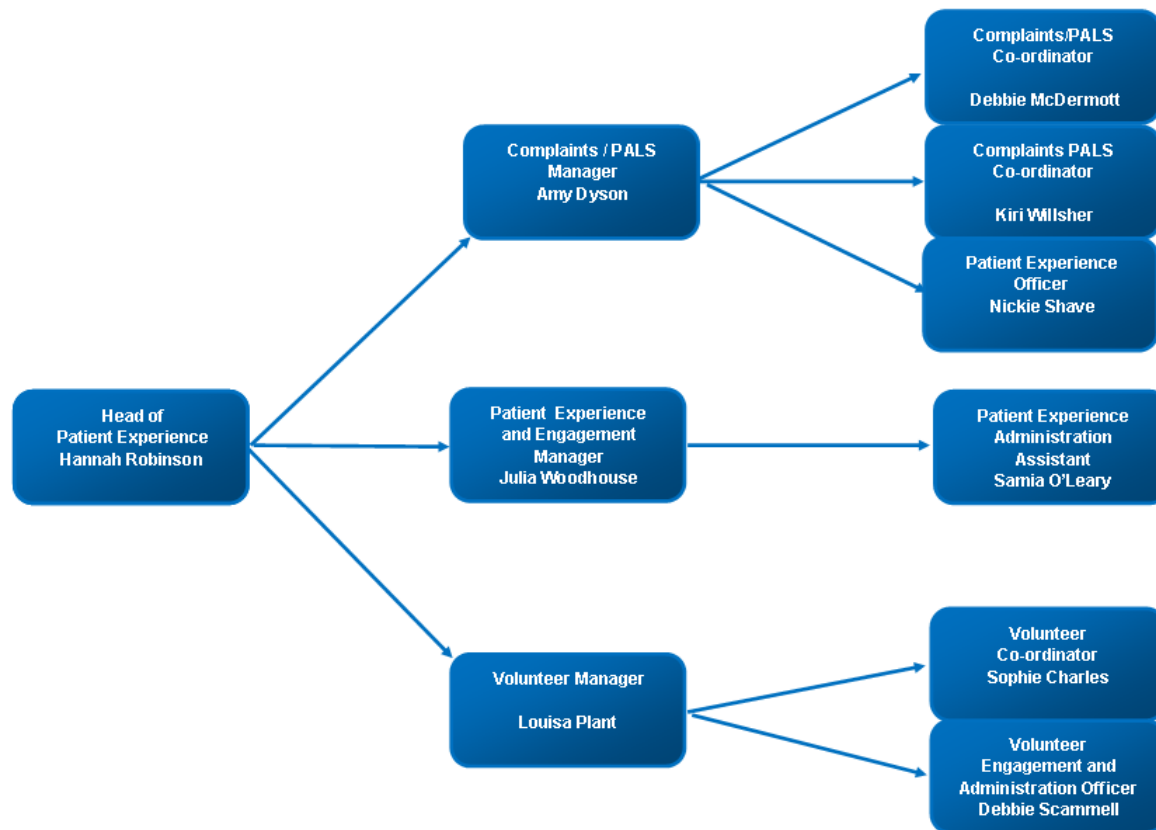 Complaints/PALS
Co-ordinator
Debbie McDermott
Complaints / PALS
Manager
Amy Dyson
Complaints PALS
Co-ordinator
Kiri Willsher
Patient Experience
Officer
Nickie Shave
Head of
Patient Experience
Hannah Robinson
Patient Experience
and Engagement
Manager
Julia Woodhouse
Patient Experience
Administration
Assistant
Samia O'Leary
Volunteer Manager
Louisa Plant
Volunteer
Co-ordinator
Sophie Charles
Volunteer
Engagement and
Administration Officer
Debbie Scammell